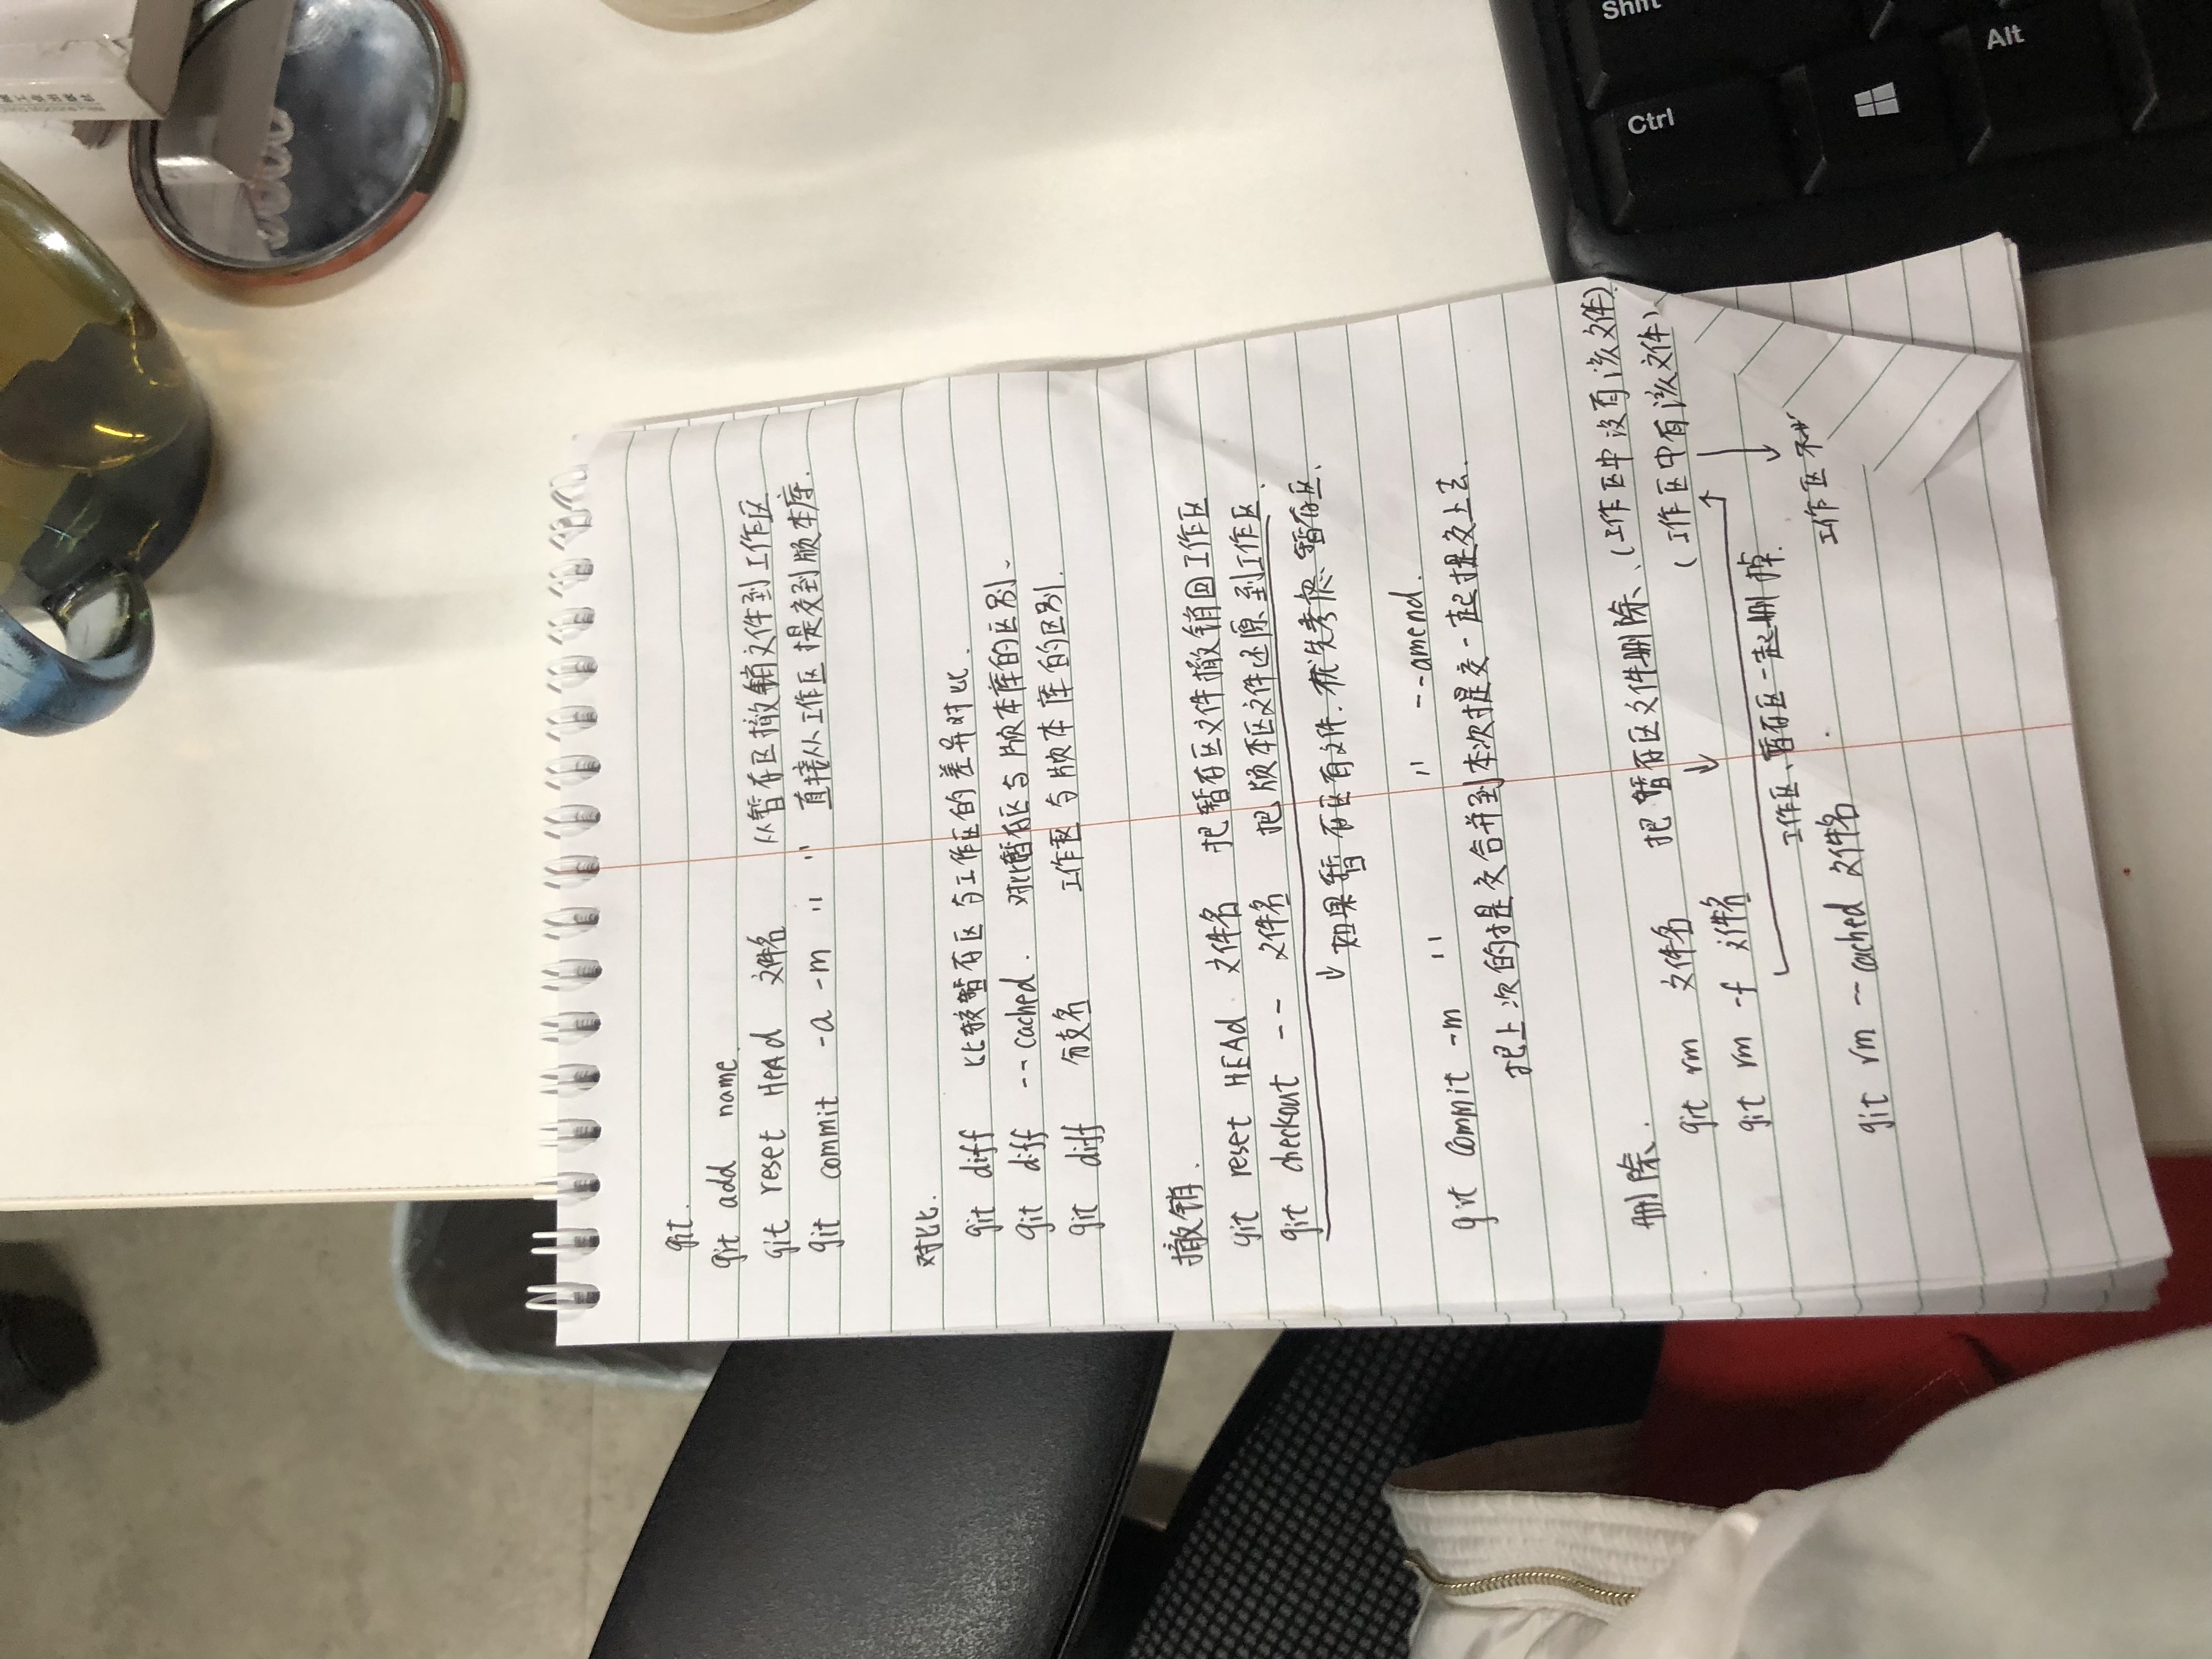 git.
git add name.
git reset HeAd 文件名 从暂存区撤销文件到工作区
git commit -a -m " " 直接从工作区提交到版本库.
对比.
git diff 比较暂存区与工作区的差异对比.
git diff --cached. 对比暂存区与版本库的区别.
git diff 分支名 工作区与版本库的区别.
撤销.
git reset HEAd 文件名 把暂存区文件撤销回工作区
git checkout -- 文件名 把版本区文件还原到工作区.
↓ 如果暂存区有文件.优先考虑暂存区.
git commit -m " " --amend.
把上次的提交合并到本次提交一起提交上去.
删除.
git rm 文件名 把暂存区文件删除、(工作区中没有该文件)
git rm -f 文件名 (工作区中有该文件)
工作区、暂存区一起删掉.
工作区不
git rm --cached 文件名
Ctrl
Shift
Alt